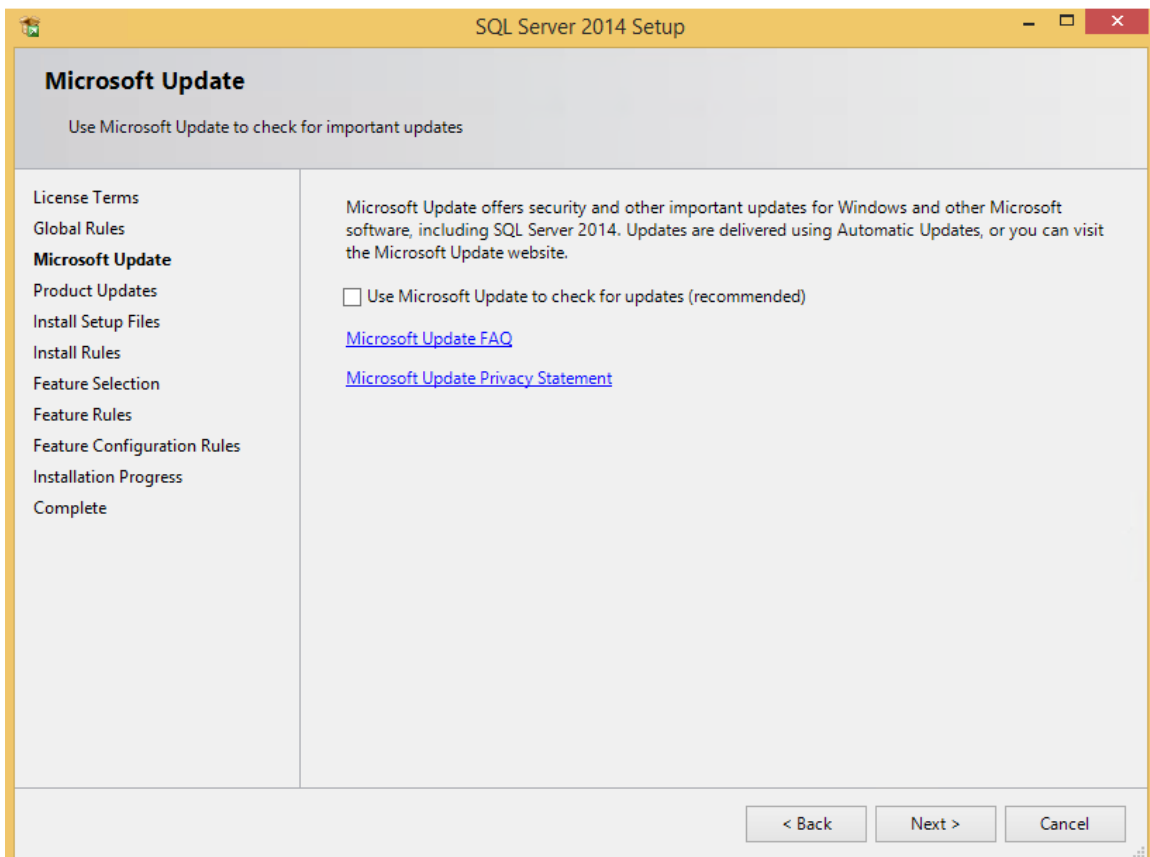 SQL Server 2014 Setup
Microsoft Update
Use Microsoft Update to check for important updates
License Terms
Global Rules
Microsoft Update
Product Updates
Install Setup Files
Install Rules
Feature Selection
Feature Rules
Feature Configuration Rules
Installation Progress
Complete
Microsoft Update offers security and other important updates for Windows and other Microsoft
software, including SQL Server 2014. Updates are delivered using Automatic Updates, or you can visit
the Microsoft Update website.
Use Microsoft Update to check for updates (recommended)
Microsoft Update FAQ
Microsoft Update Privacy Statement
< Back
Next >
Cancel